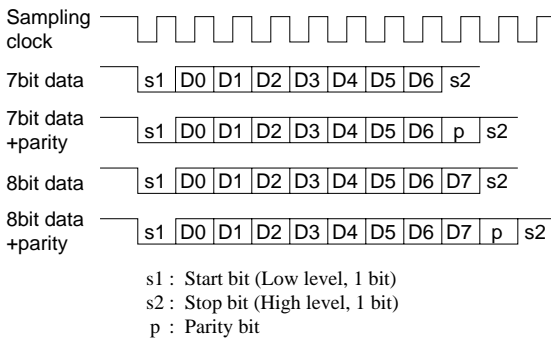 Sampling
clock
7bit data s1 D0 D1 D2 D3 D4 D5 D6 s2
7bit data
+parity s1 D0 D1 D2 D3 D4 D5 D6 p s2
8bit data s1 D0 D1 D2 D3 D4 D5 D6 D7 s2
8bit data
+parity s1 D0 D1 D2 D3 D4 D5 D6 D7 p s2
s1 : Start bit (Low level, 1 bit)
s2 : Stop bit (High level, 1 bit)
p : Parity bit